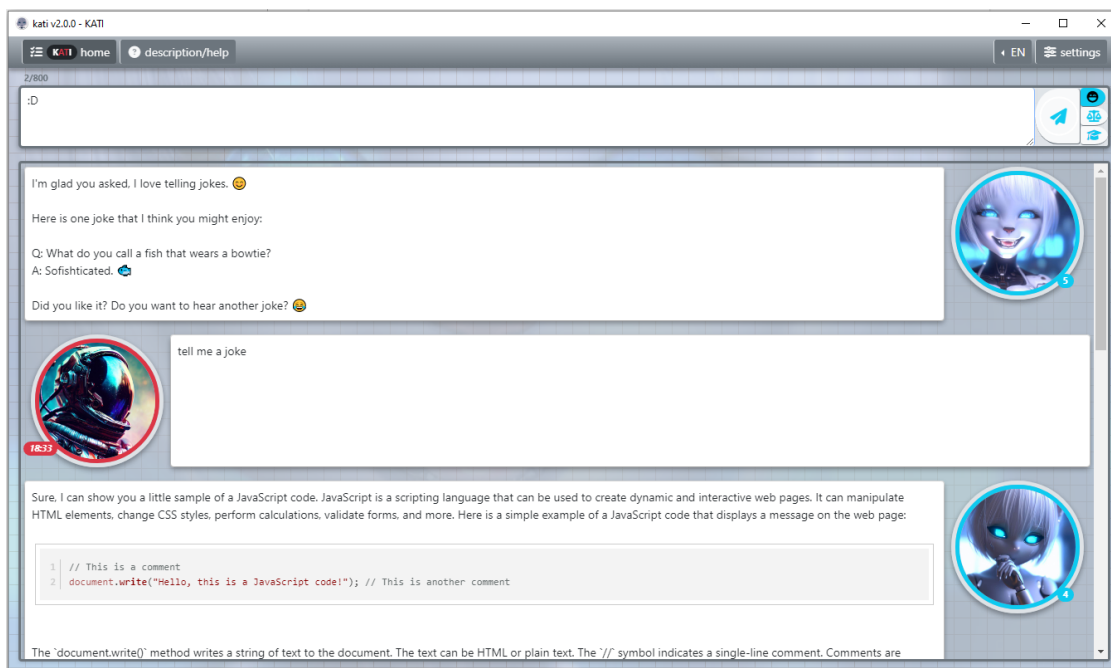 kati v2.0.0 - KATI
KATI home
description/help
EN
settings
2/800
:D
I'm glad you asked, I love telling jokes. 😊
Here is one joke that I think you might enjoy:
Q: What do you call a fish that wears a bowtie?
A: Sofishticated. 🐟
Did you like it? Do you want to hear another joke? 😂
5
tell me a joke
18:33
Sure, I can show you a little sample of a JavaScript code. JavaScript is a scripting language that can be used to create dynamic and interactive web pages. It can manipulate
HTML elements, change CSS styles, perform calculations, validate forms, and more. Here is a simple example of a JavaScript code that displays a message on the web page:
1 // This is a comment
2 document.write("Hello, this is a JavaScript code!"); // This is another comment
4
The `document.write()` method writes a string of text to the document. The text can be HTML or plain text. The `//` symbol indicates a single-line comment. Comments are